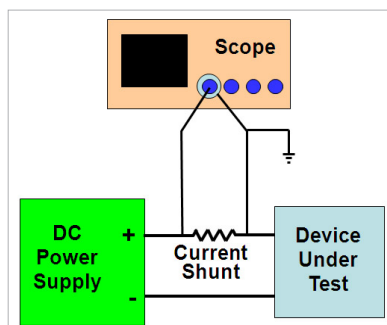 Scope
DC
Power
Supply
+
-
Current
Shunt
Device
Under
Test